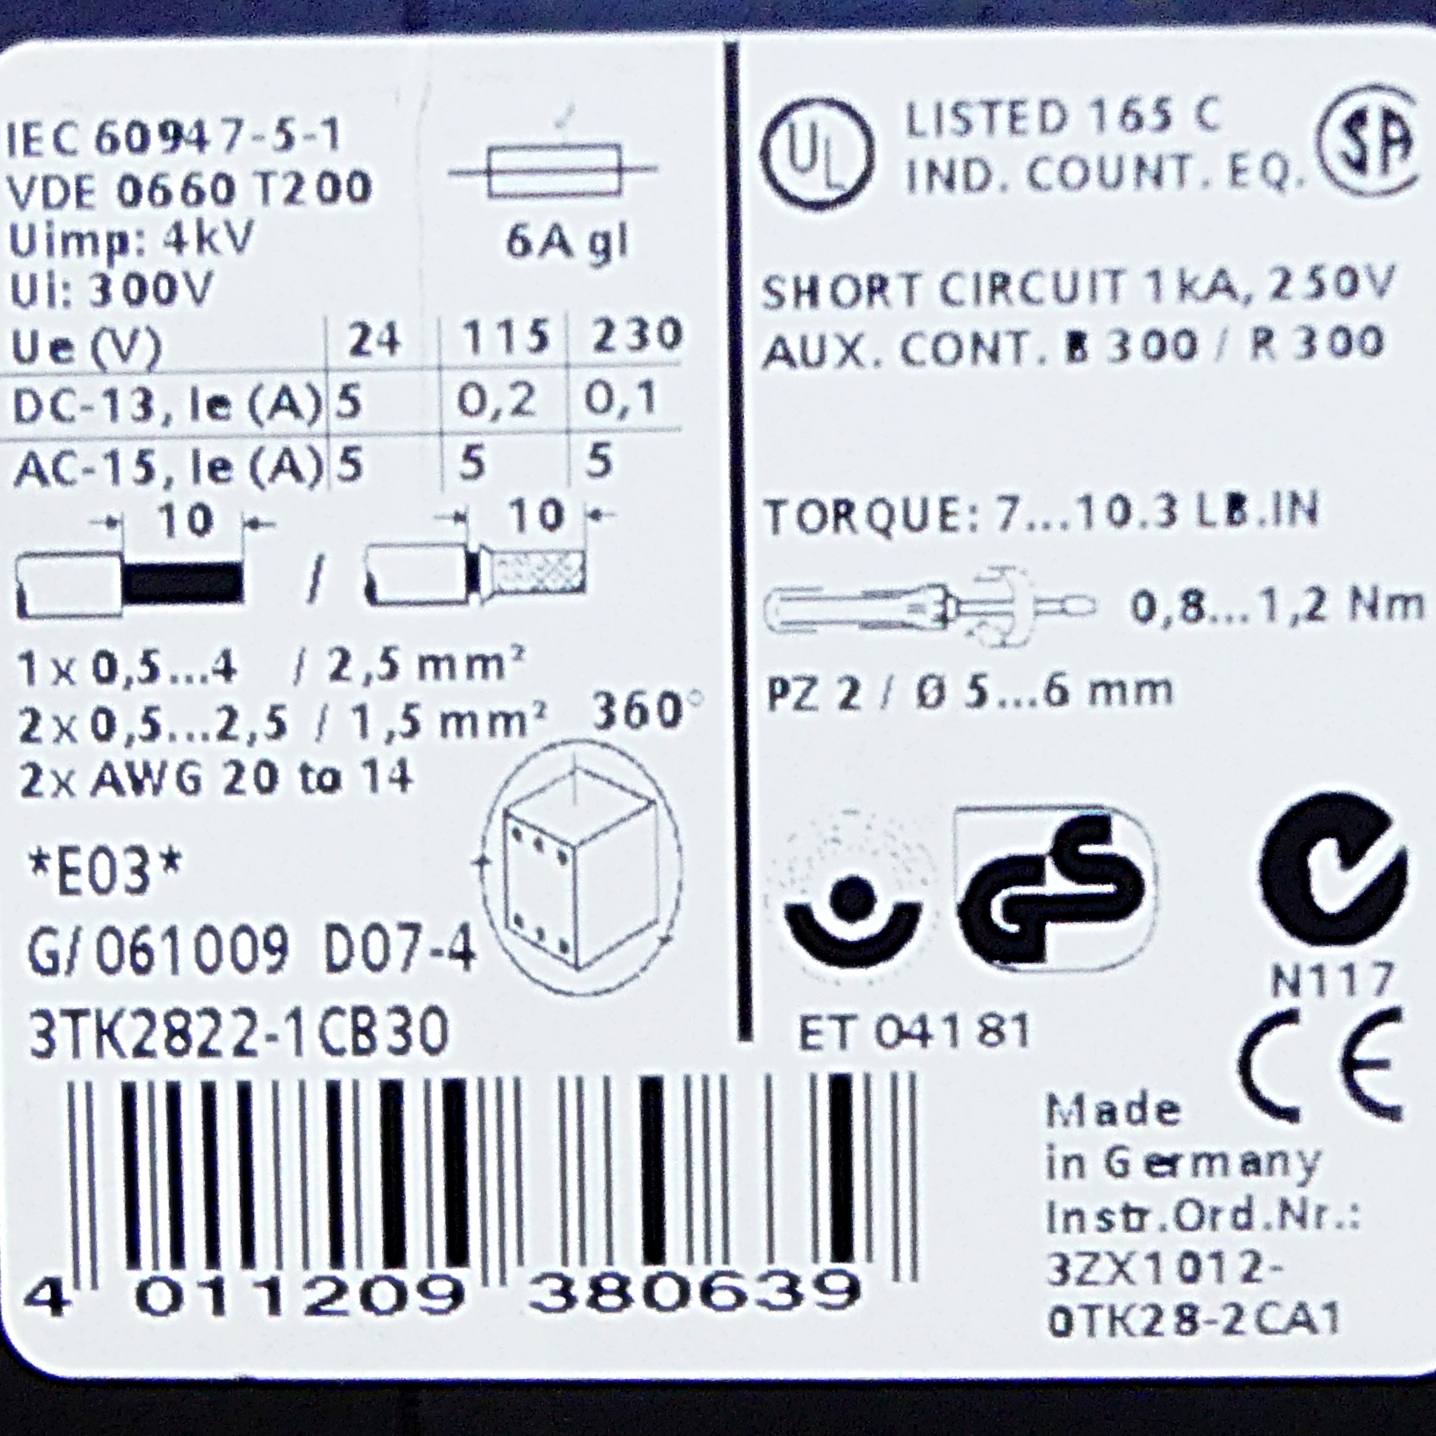 IEC 60947-5-1
VDE 0660 T200
Uimp: 4kV
Ui: 300V
6A gl
Ue (V) 24 115 230
DC-13, Ie (A) 5 0,2 0,1
AC-15, Ie (A) 5 5 5
10 / 10
1 x 0,5...4 / 2,5 mm²
2 x 0,5...2,5 / 1,5 mm²
2x AWG 20 to 14
360°
*E03*
G/061009 D07-4
3TK2822-1CB30
4 011209 380639
UL
LISTED 165 C
IND. COUNT. EQ.
SA
SHORT CIRCUIT 1kA, 250V
AUX. CONT. B 300 / R 300
TORQUE: 7...10.3 LB.IN
0,8...1,2 Nm
PZ 2 / Ø 5...6 mm
GS
N117
ET 04181
CE
Made
in Germany
Instr.Ord.Nr.:
3ZX1012-
0TK28-2CA1